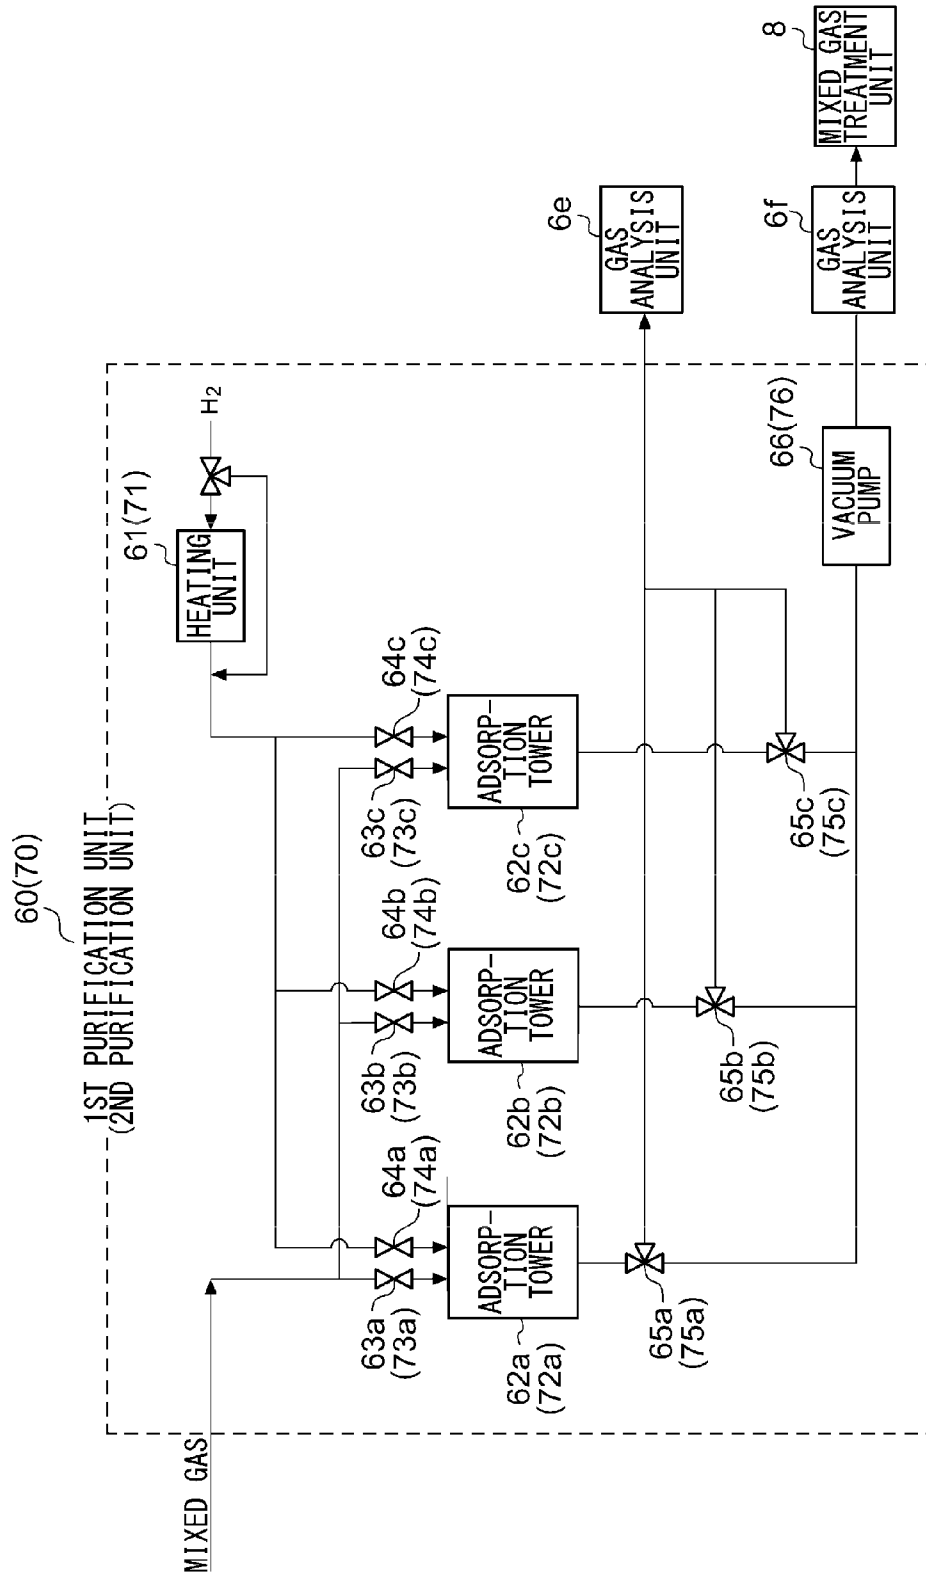 60(70)
1ST PURIFICATION UNIT
(2ND PURIFICATION UNIT)
MIXED GAS
61(71)
HEATING
UNIT
H2
63a
(73a)
64a
(74a)
63b
(73b)
64b
(74b)
63c
(73c)
64c
(74c)
ADSORP-
TION
TOWER
62a
(72a)
ADSORP-
TION
TOWER
62b
(72b)
ADSORP-
TION
TOWER
62c
(72c)
65a
(75a)
65b
(75b)
65c
(75c)
6e
GAS
ANALYSIS
UNIT
66(76)
VACUUM
PUMP
6f
GAS
ANALYSIS
UNIT
8
MIXED GAS
TREATMENT
UNIT